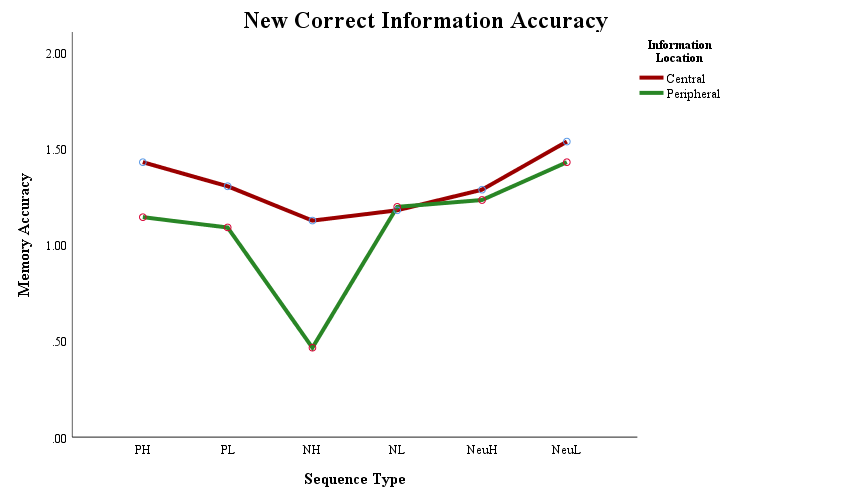 New Correct Information Accuracy
Information
Location
Central
Peripheral
Memory Accuracy
2.00
1.50
1.00
.50
.00
PH PL NH NL NeuH NeuL
Sequence Type